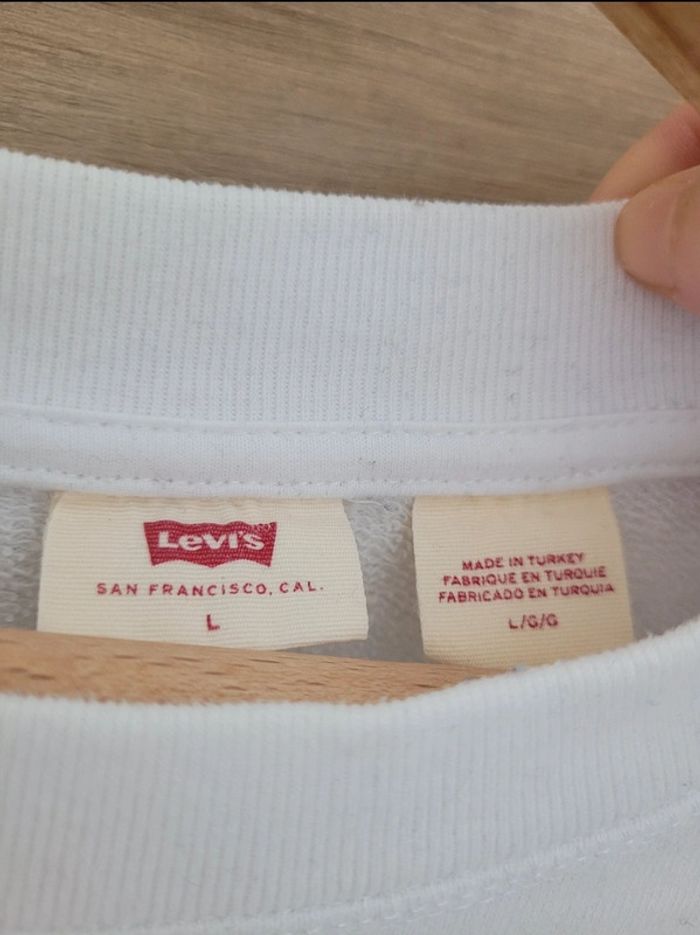 Levi's
SAN FRANCISCO, CAL.
L
MADE IN TURKEY
FABRIQUE EN TURQUIE
FABRICADO EN TURQUIA
L/G/G